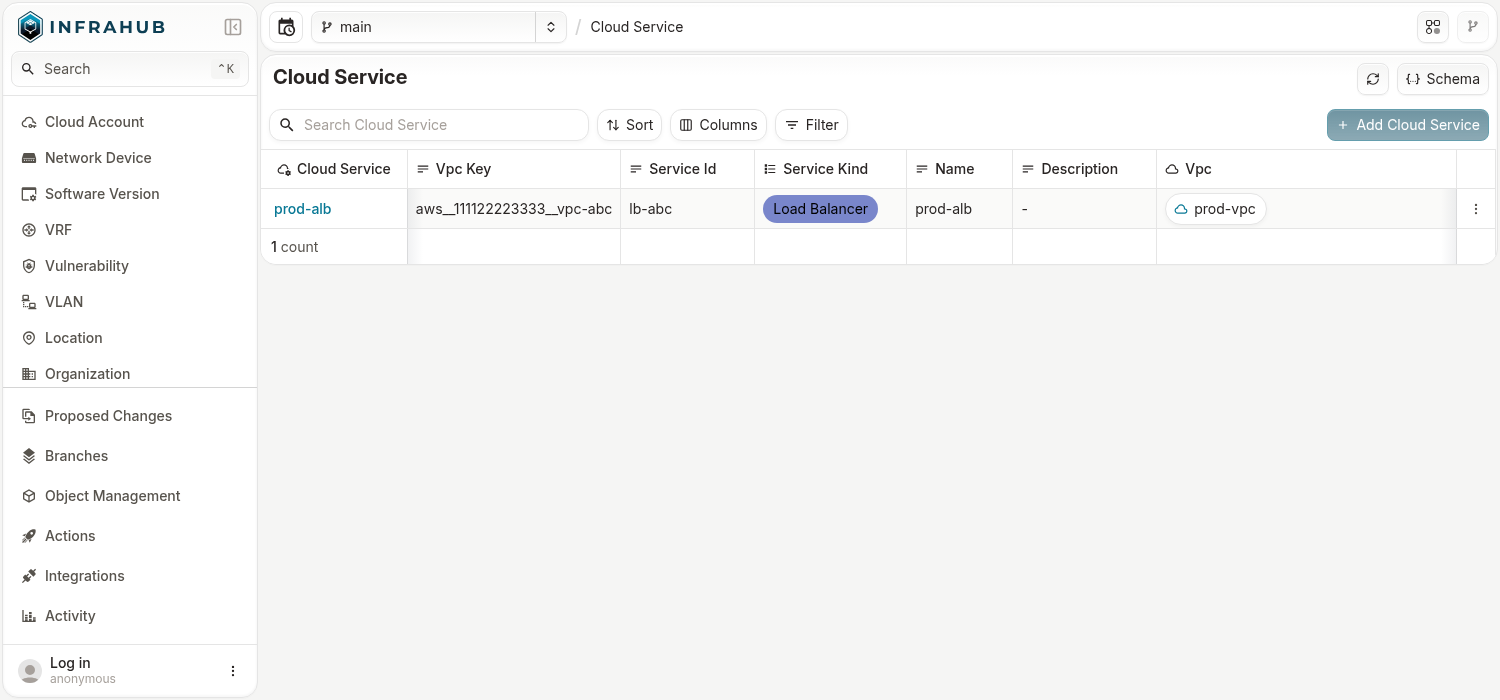 INFRAHUB
Search ⌃K
Cloud Account
Network Device
Software Version
VRF
Vulnerability
VLAN
Location
Organization
Proposed Changes
Branches
Object Management
Actions
Integrations
Activity
Log in
anonymous
main / Cloud Service
Cloud Service
{..} Schema
Search Cloud Service Sort Columns Filter + Add Cloud Service
Cloud Service Vpc Key Service Id Service Kind Name Description Vpc
prod-alb aws__111122223333__vpc-abc lb-abc Load Balancer prod-alb - prod-vpc
1 count